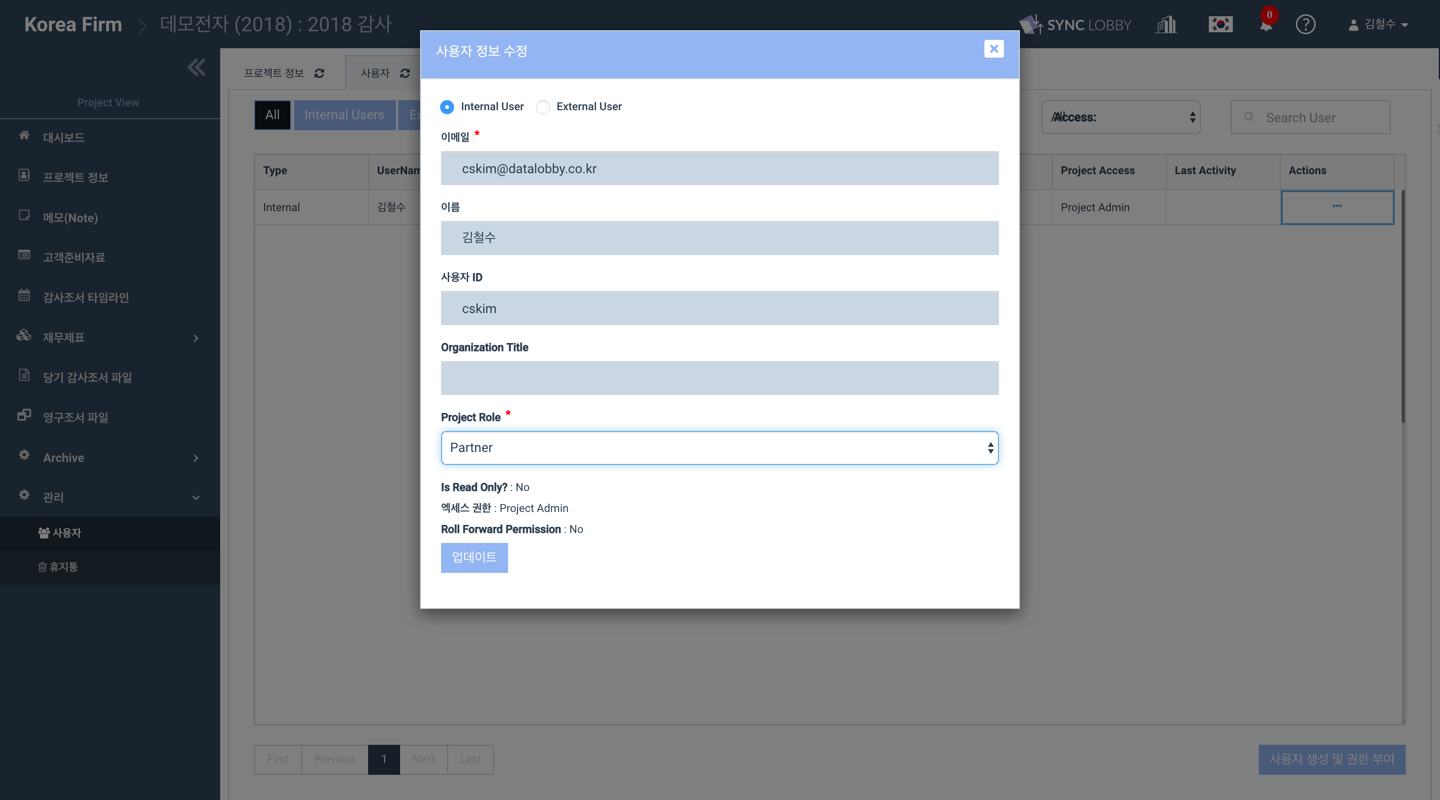 Korea Firm
데모전자 (2018) : 2018 감사
SYNC LOBBY
0
?
김철수
프로젝트 정보
사용자
Project View
대시보드
프로젝트 정보
메모(Note)
고객준비자료
감사조서 타임라인
재무제표
당기 감사조서 파일
영구조서 파일
Archive
관리
사용자
휴지통
All
Internal Users
Access:
Search User
Type
UserNam
Project Access
Last Activity
Actions
Internal
김철수
Project Admin
사용자 정보 수정
Internal User
External User
이메일 *
cskim@datalobby.co.kr
이름
김철수
사용자 ID
cskim
Organization Title
Project Role *
Partner
Is Read Only? : No
엑세스 권한 : Project Admin
Roll Forward Permission : No
업데이트
First
Previous
1
Next
Last
사용자 생성 및 권한 부여